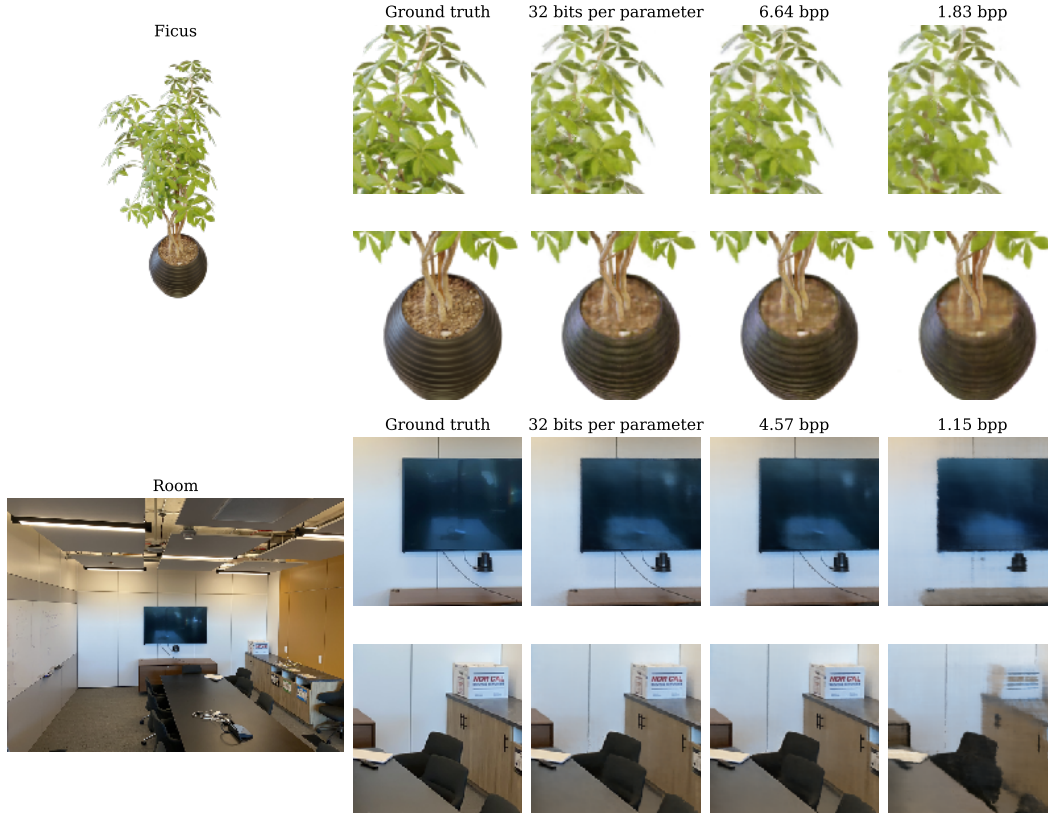 Ficus
Ground truth
32 bits per parameter
6.64 bpp
1.83 bpp
Room
Ground truth
32 bits per parameter
4.57 bpp
1.15 bpp